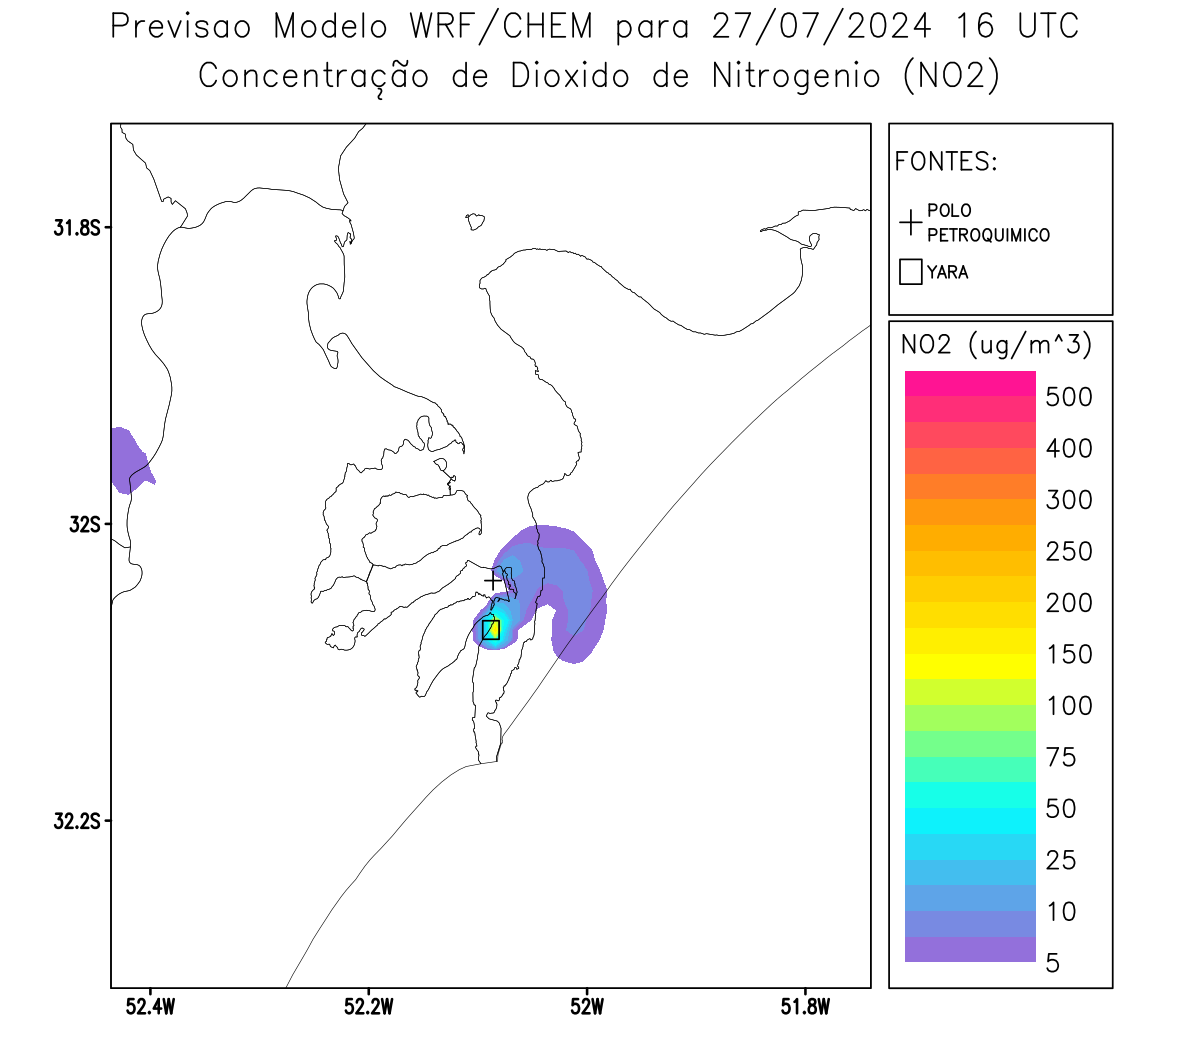 Previsao Modelo WRF/CHEM para 27/07/2024 16 UTC
Concentração de Dioxido de Nitrogenio (NO2)
FONTES:
POLO
PETROQUIMICO
YARA
NO2 (ug/m^3)
500
400
300
250
200
150
100
75
50
25
10
5
31.8S
32S
32.2S
52.4W
52.2W
52W
51.8W